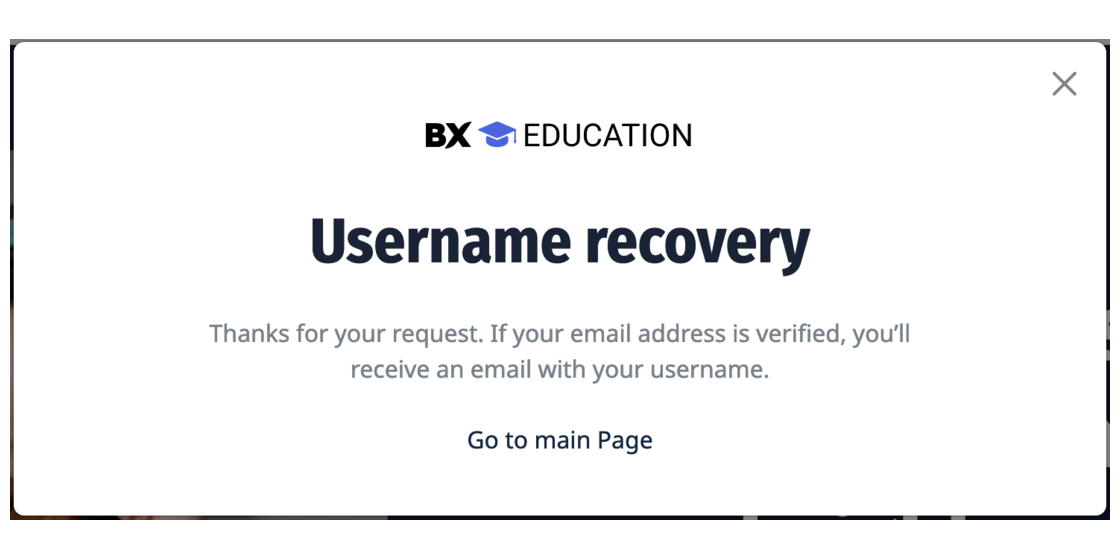 BX EDUCATION
Username recovery
Thanks for your request. If your email address is verified, you’ll
receive an email with your username.
Go to main Page